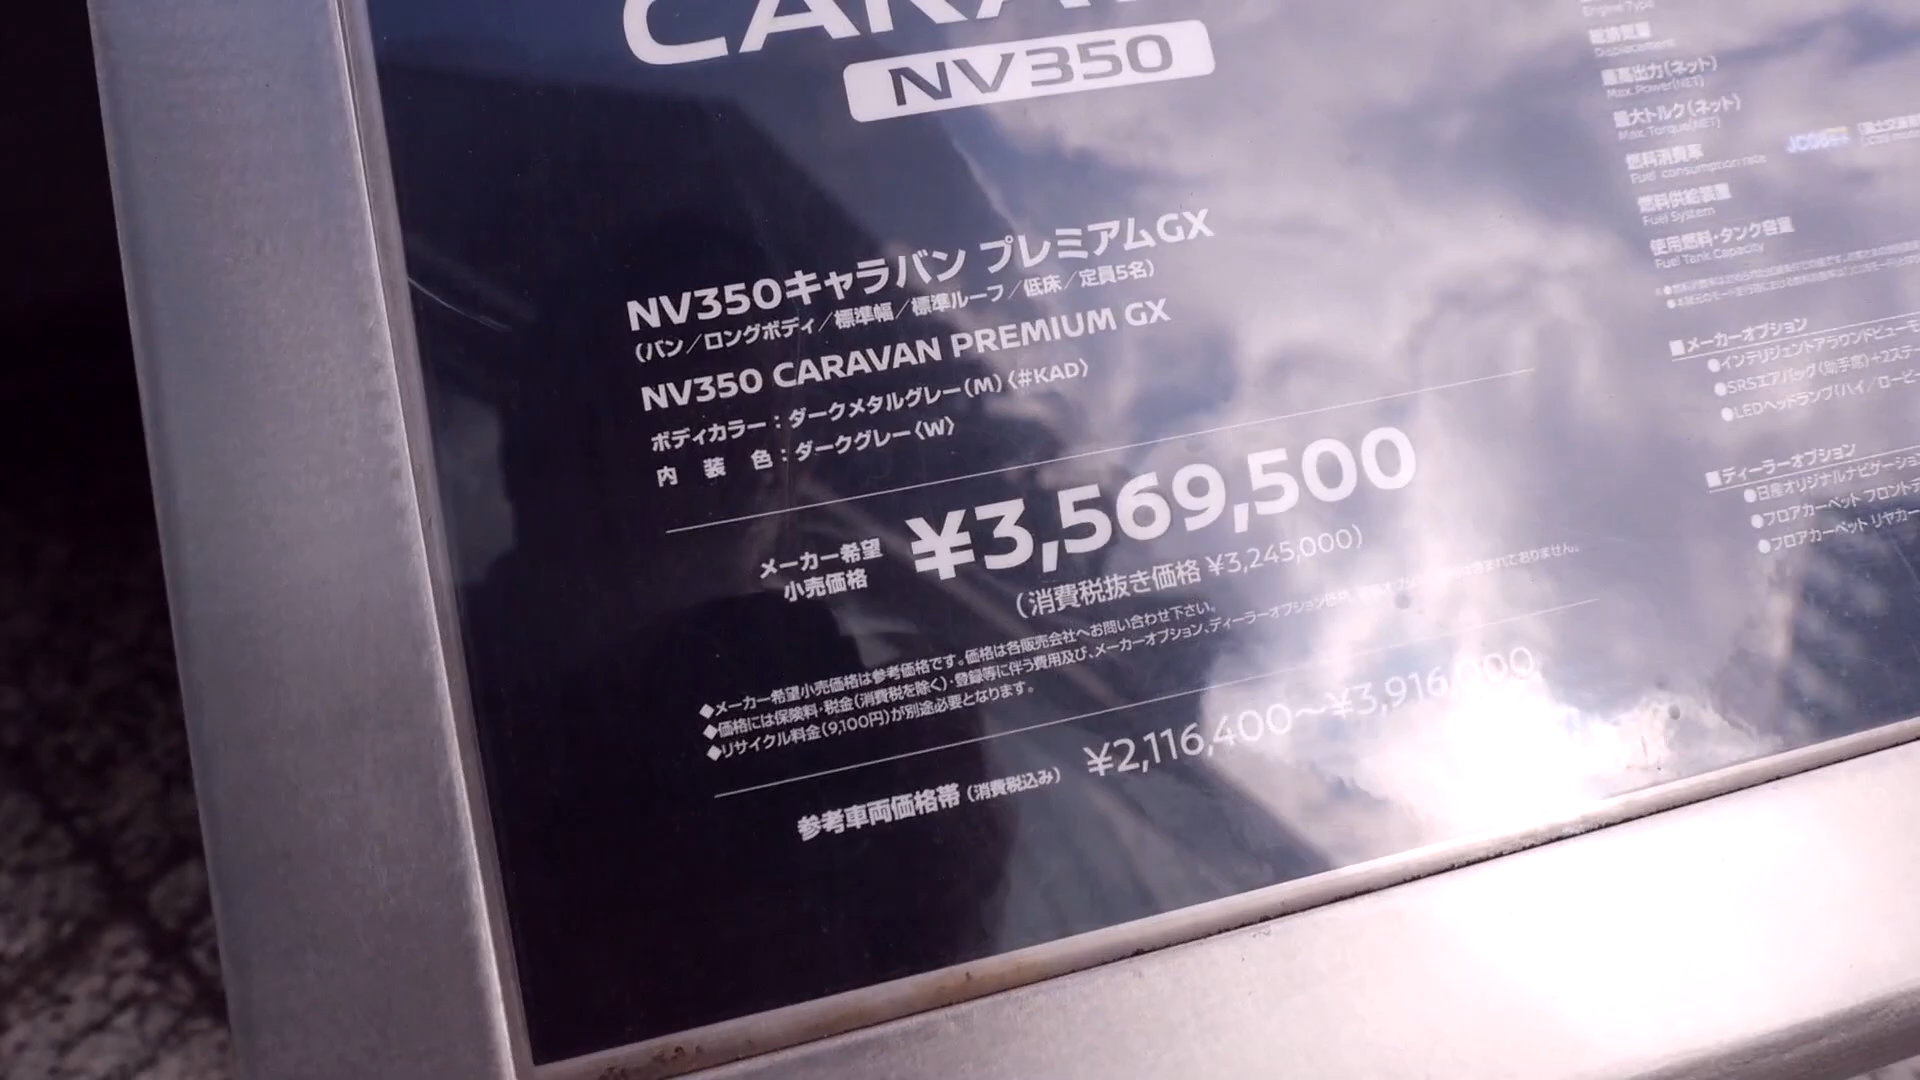 NV350
NV350キャラバン プレミアムGX
(バン/ロングボディ/標準幅/標準ルーフ/低床/定員5名)
NV350 CARAVAN PREMIUM GX
ボディカラー:ダークメタルグレー(M)〈#KAD〉
内装色:ダークグレー〈W〉
メーカー希望
小売価格
¥3,569,500
(消費税抜き価格 ¥3,245,000)
◆メーカー希望小売価格は参考価格です。価格は各販売会社へお問い合わせ下さい。
◆価格には保険料・税金(消費税を除く)・登録等に伴う費用及び、メーカーオプション、ディーラーオプション
◆リサイクル料金(9,100円)が別途必要となります。
参考車両価格帯(消費税込み) ¥2,116,400〜¥3,916
Engine Type
総排気量
Displacement
最高出力(ネット)
Max. Power(NET)
最大トルク(ネット)
Max. Torque(NET)
燃料消費率
Fuel consumption rate
JC08
燃料供給装置
Fuel System
使用燃料・タンク容量
Fuel Tank Capacity
■メーカーオプション
●インテリジェントアラウンドビューモ
●SRSエアバッグ(助手席)+2ステー
●LEDヘッドランプ(ハイ/ロービー
■ディーラーオプション
●日産オリジナルナビゲーション
●フロアカーペット フロント
●フロアカーペット リヤカー